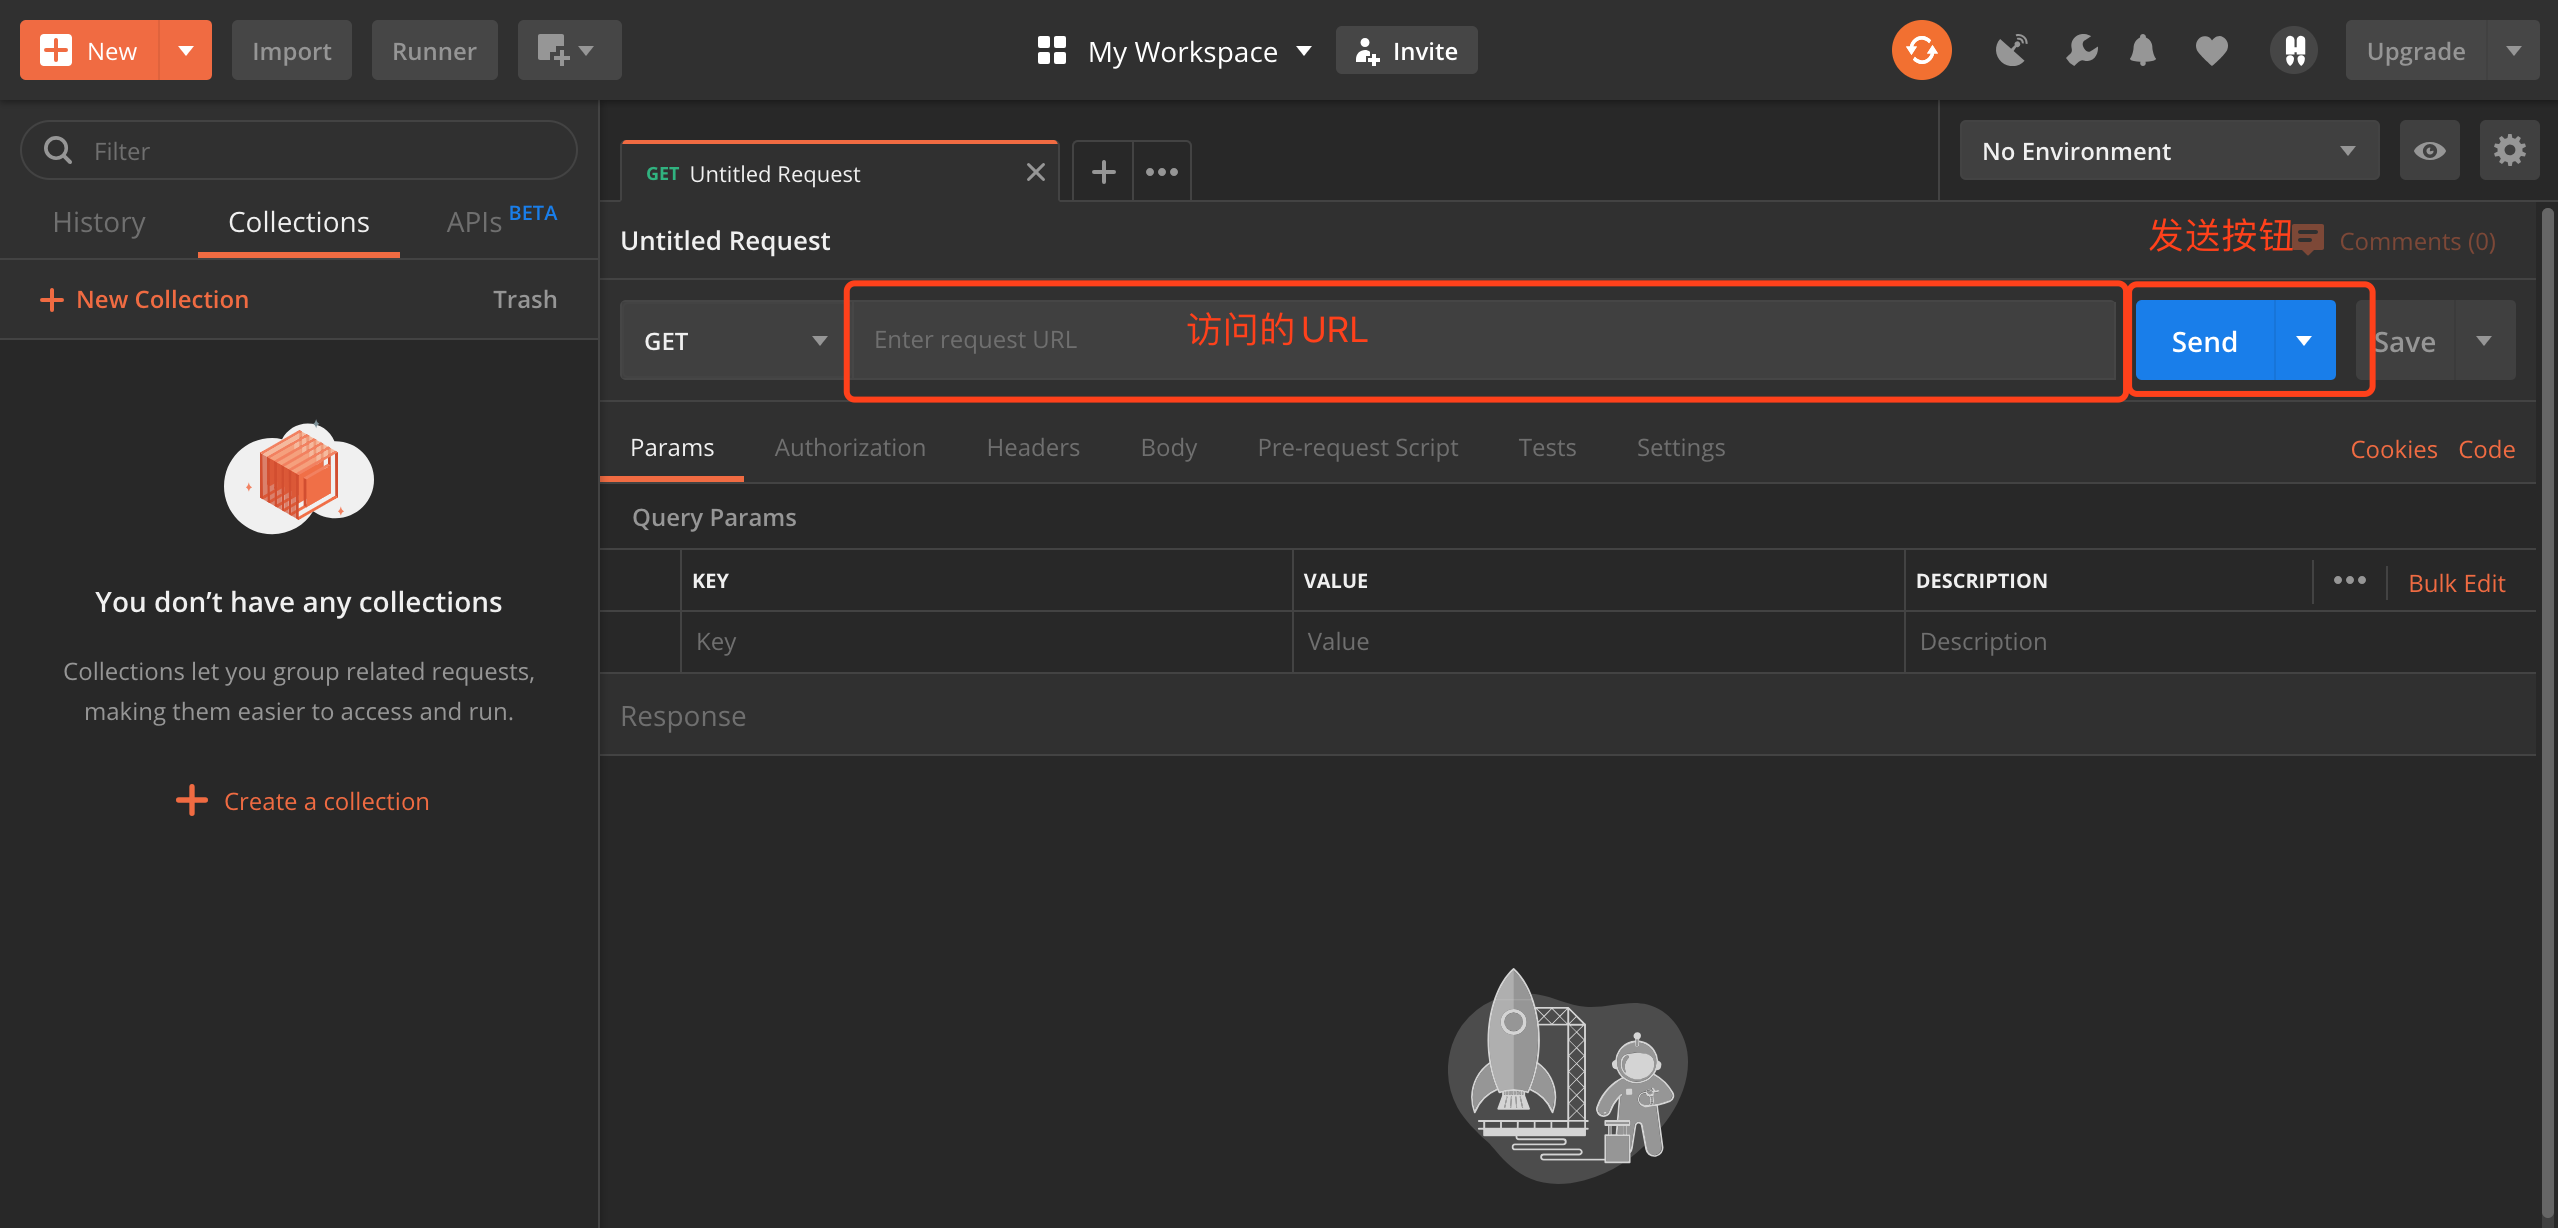 New
Import
Runner
My Workspace
Invite
Upgrade
Filter
History
Collections
APIs BETA
New Collection
Trash
You don’t have any collections
Collections let you group related requests,
making them easier to access and run.
Create a collection
GET Untitled Request
No Environment
Untitled Request
发送按钮
Comments (0)
GET
Enter request URL
访问的URL
Send
Save
Params
Authorization
Headers
Body
Pre-request Script
Tests
Settings
Cookies
Code
Query Params
KEY
VALUE
DESCRIPTION
Bulk Edit
Key
Value
Description
Response